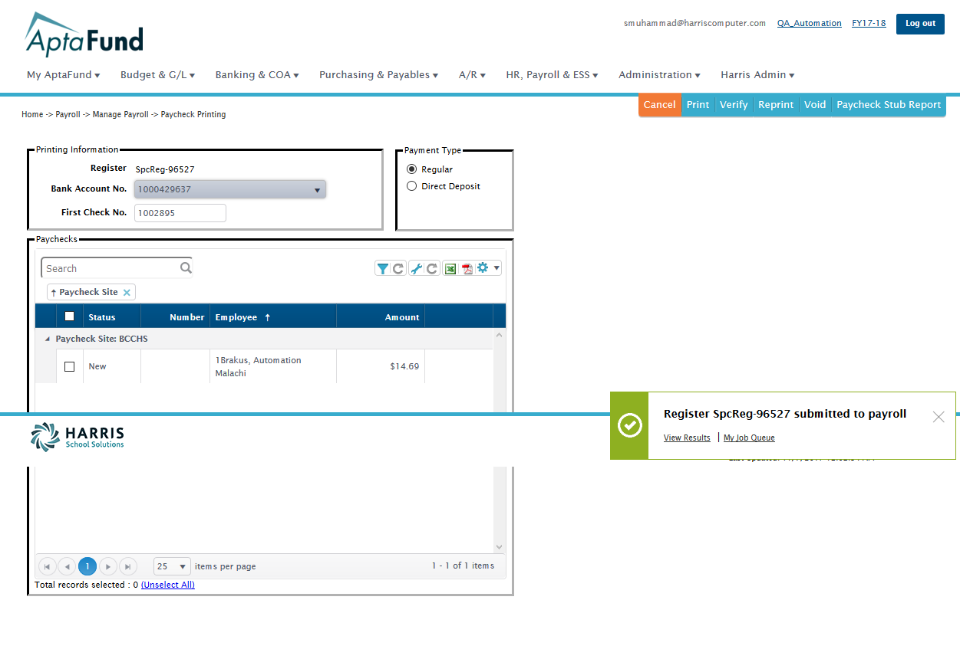 AptaFund
smuhammad@harriscomputer.com QA_Automation FY17-18 Log out
My AptaFund Budget & G/L Banking & COA Purchasing & Payables A/R HR, Payroll & ESS Administration Harris Admin
Cancel Print Verify Reprint Void Paycheck Stub Report
Home -> Payroll -> Manage Payroll -> Paycheck Printing
Printing Information
Register SpcReg-96527
Bank Account No. 1000429637
First Check No. 1002895
Payment Type
Regular
Direct Deposit
Paychecks
Search
↑ Paycheck Site ×
Status Number Employee ↑ Amount
Paycheck Site: BCCHS
New 1Brakus, Automation Malachi $14.69
HARRIS
School Solutions
Register SpcReg-96527 submitted to payroll
View Results | My Job Queue
1
25 items per page
1 - 1 of 1 items
Total records selected : 0 (Unselect All)